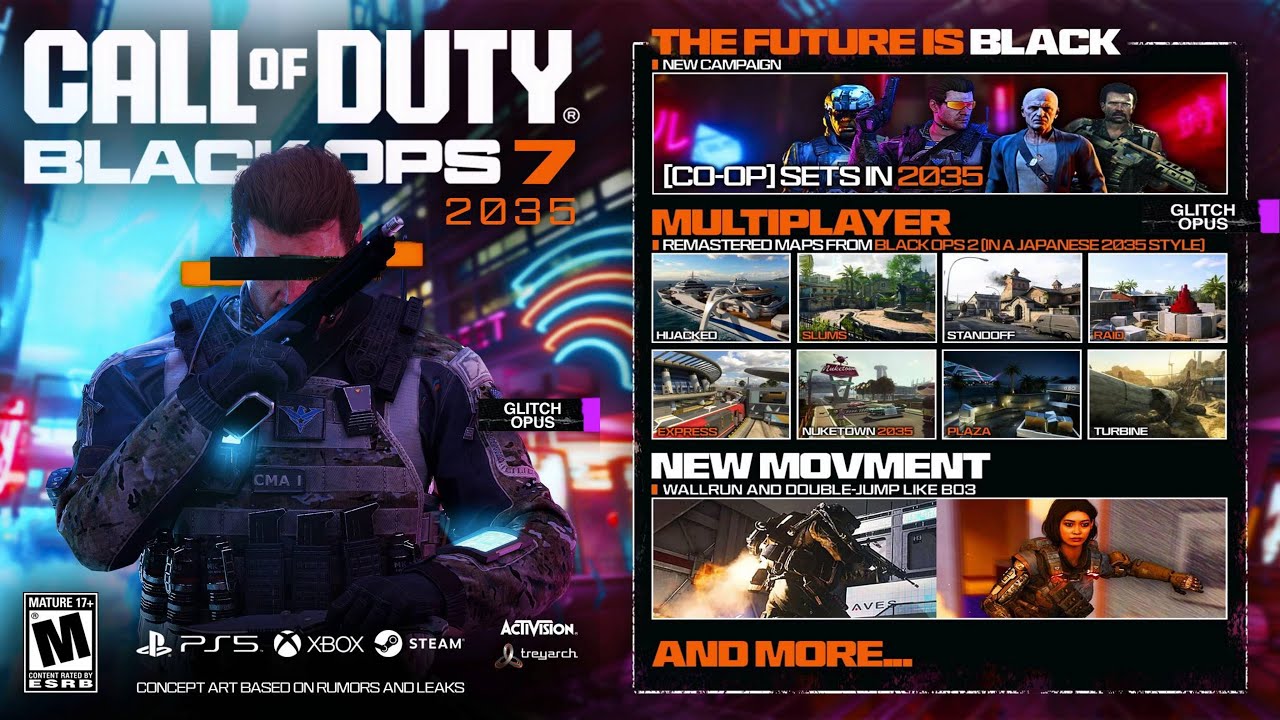 CALL OF DUTY®
BLACK OPS 7
2035
GLITCH
OPUS
CMA I
MATURE 17+
M
®
CONTENT RATED BY
ESRB
PS5
XBOX
STEAM
ACTIVISION
treyarch
CONCEPT ART BASED ON RUMORS AND LEAKS
THE FUTURE IS BLACK
NEW CAMPAIGN
[CO-OP] SETS IN 2035
MULTIPLAYER
GLITCH
OPUS
REMASTERED MAPS FROM BLACK OPS 2 (IN A JAPANESE 2035 STYLE)
HIJACKED
SLUMS
STANDOFF
RAID
Nuketown
EXPRESS
NUKETOWN 2035
PLAZA
TURBINE
NEW MOVMENT
WALLRUN AND DOUBLE-JUMP LIKE BO3
AVES
AND MORE...